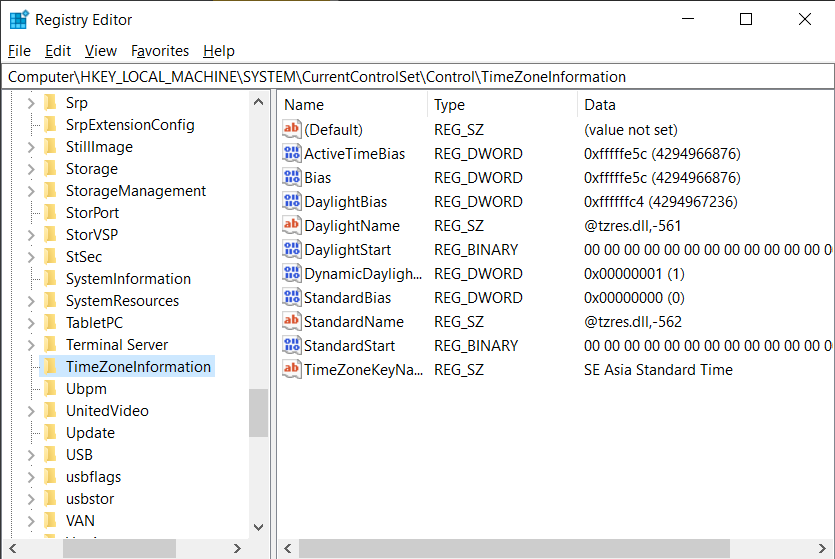 Registry Editor
File Edit View Favorites Help
Computer\HKEY_LOCAL_MACHINE\SYSTEM\CurrentControlSet\Control\TimeZoneInformation
Srp
SrpExtensionConfig
StillImage
Storage
StorageManagement
StorPort
StorVSP
StSec
SystemInformation
SystemResources
TabletPC
Terminal Server
TimeZoneInformation
Ubpm
UnitedVideo
Update
USB
usbflags
usbstor
VAN
Name Type Data
(Default) REG_SZ (value not set)
ActiveTimeBias REG_DWORD 0xfffffe5c (4294966876)
Bias REG_DWORD 0xfffffe5c (4294966876)
DaylightBias REG_DWORD 0xffffffc4 (4294967236)
DaylightName REG_SZ @tzres.dll,-561
DaylightStart REG_BINARY 00 00 00 00 00 00 00 00 00 00 00 00
DynamicDayligh... REG_DWORD 0x00000001 (1)
StandardBias REG_DWORD 0x00000000 (0)
StandardName REG_SZ @tzres.dll,-562
StandardStart REG_BINARY 00 00 00 00 00 00 00 00 00 00 00 00
TimeZoneKeyNa... REG_SZ SE Asia Standard Time